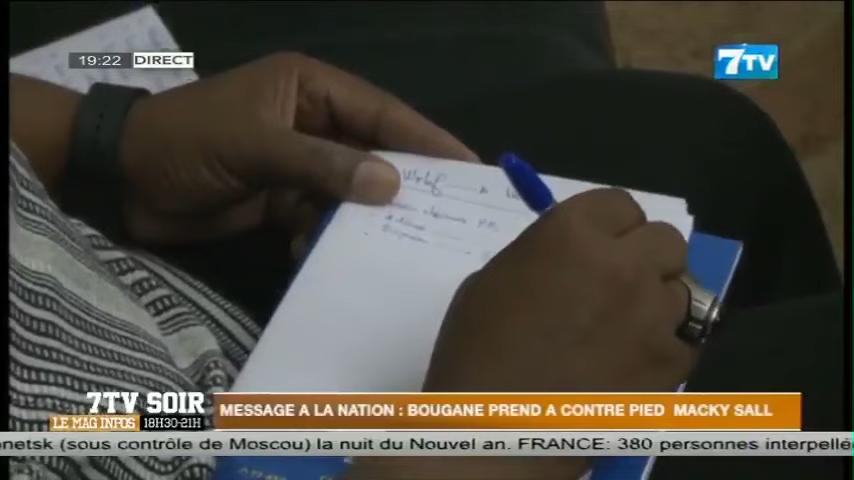 19:22 DIRECT
7TV
7TV SOIR
LE MAG INFOS 18H30-21H
MESSAGE A LA NATION : BOUGANE PREND A CONTRE PIED MACKY SALL
onetsk (sous contrôle de Moscou) la nuit du Nouvel an. FRANCE: 380 personnes interpellé